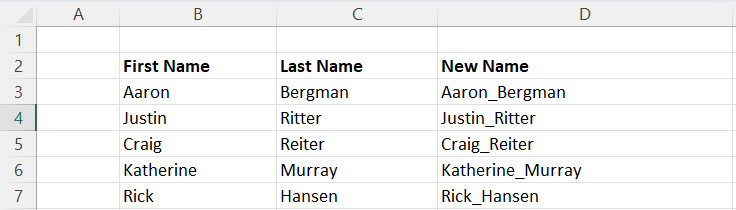 A B C D
1
2 First Name Last Name New Name
3 Aaron Bergman Aaron_Bergman
4 Justin Ritter Justin_Ritter
5 Craig Reiter Craig_Reiter
6 Katherine Murray Katherine_Murray
7 Rick Hansen Rick_Hansen